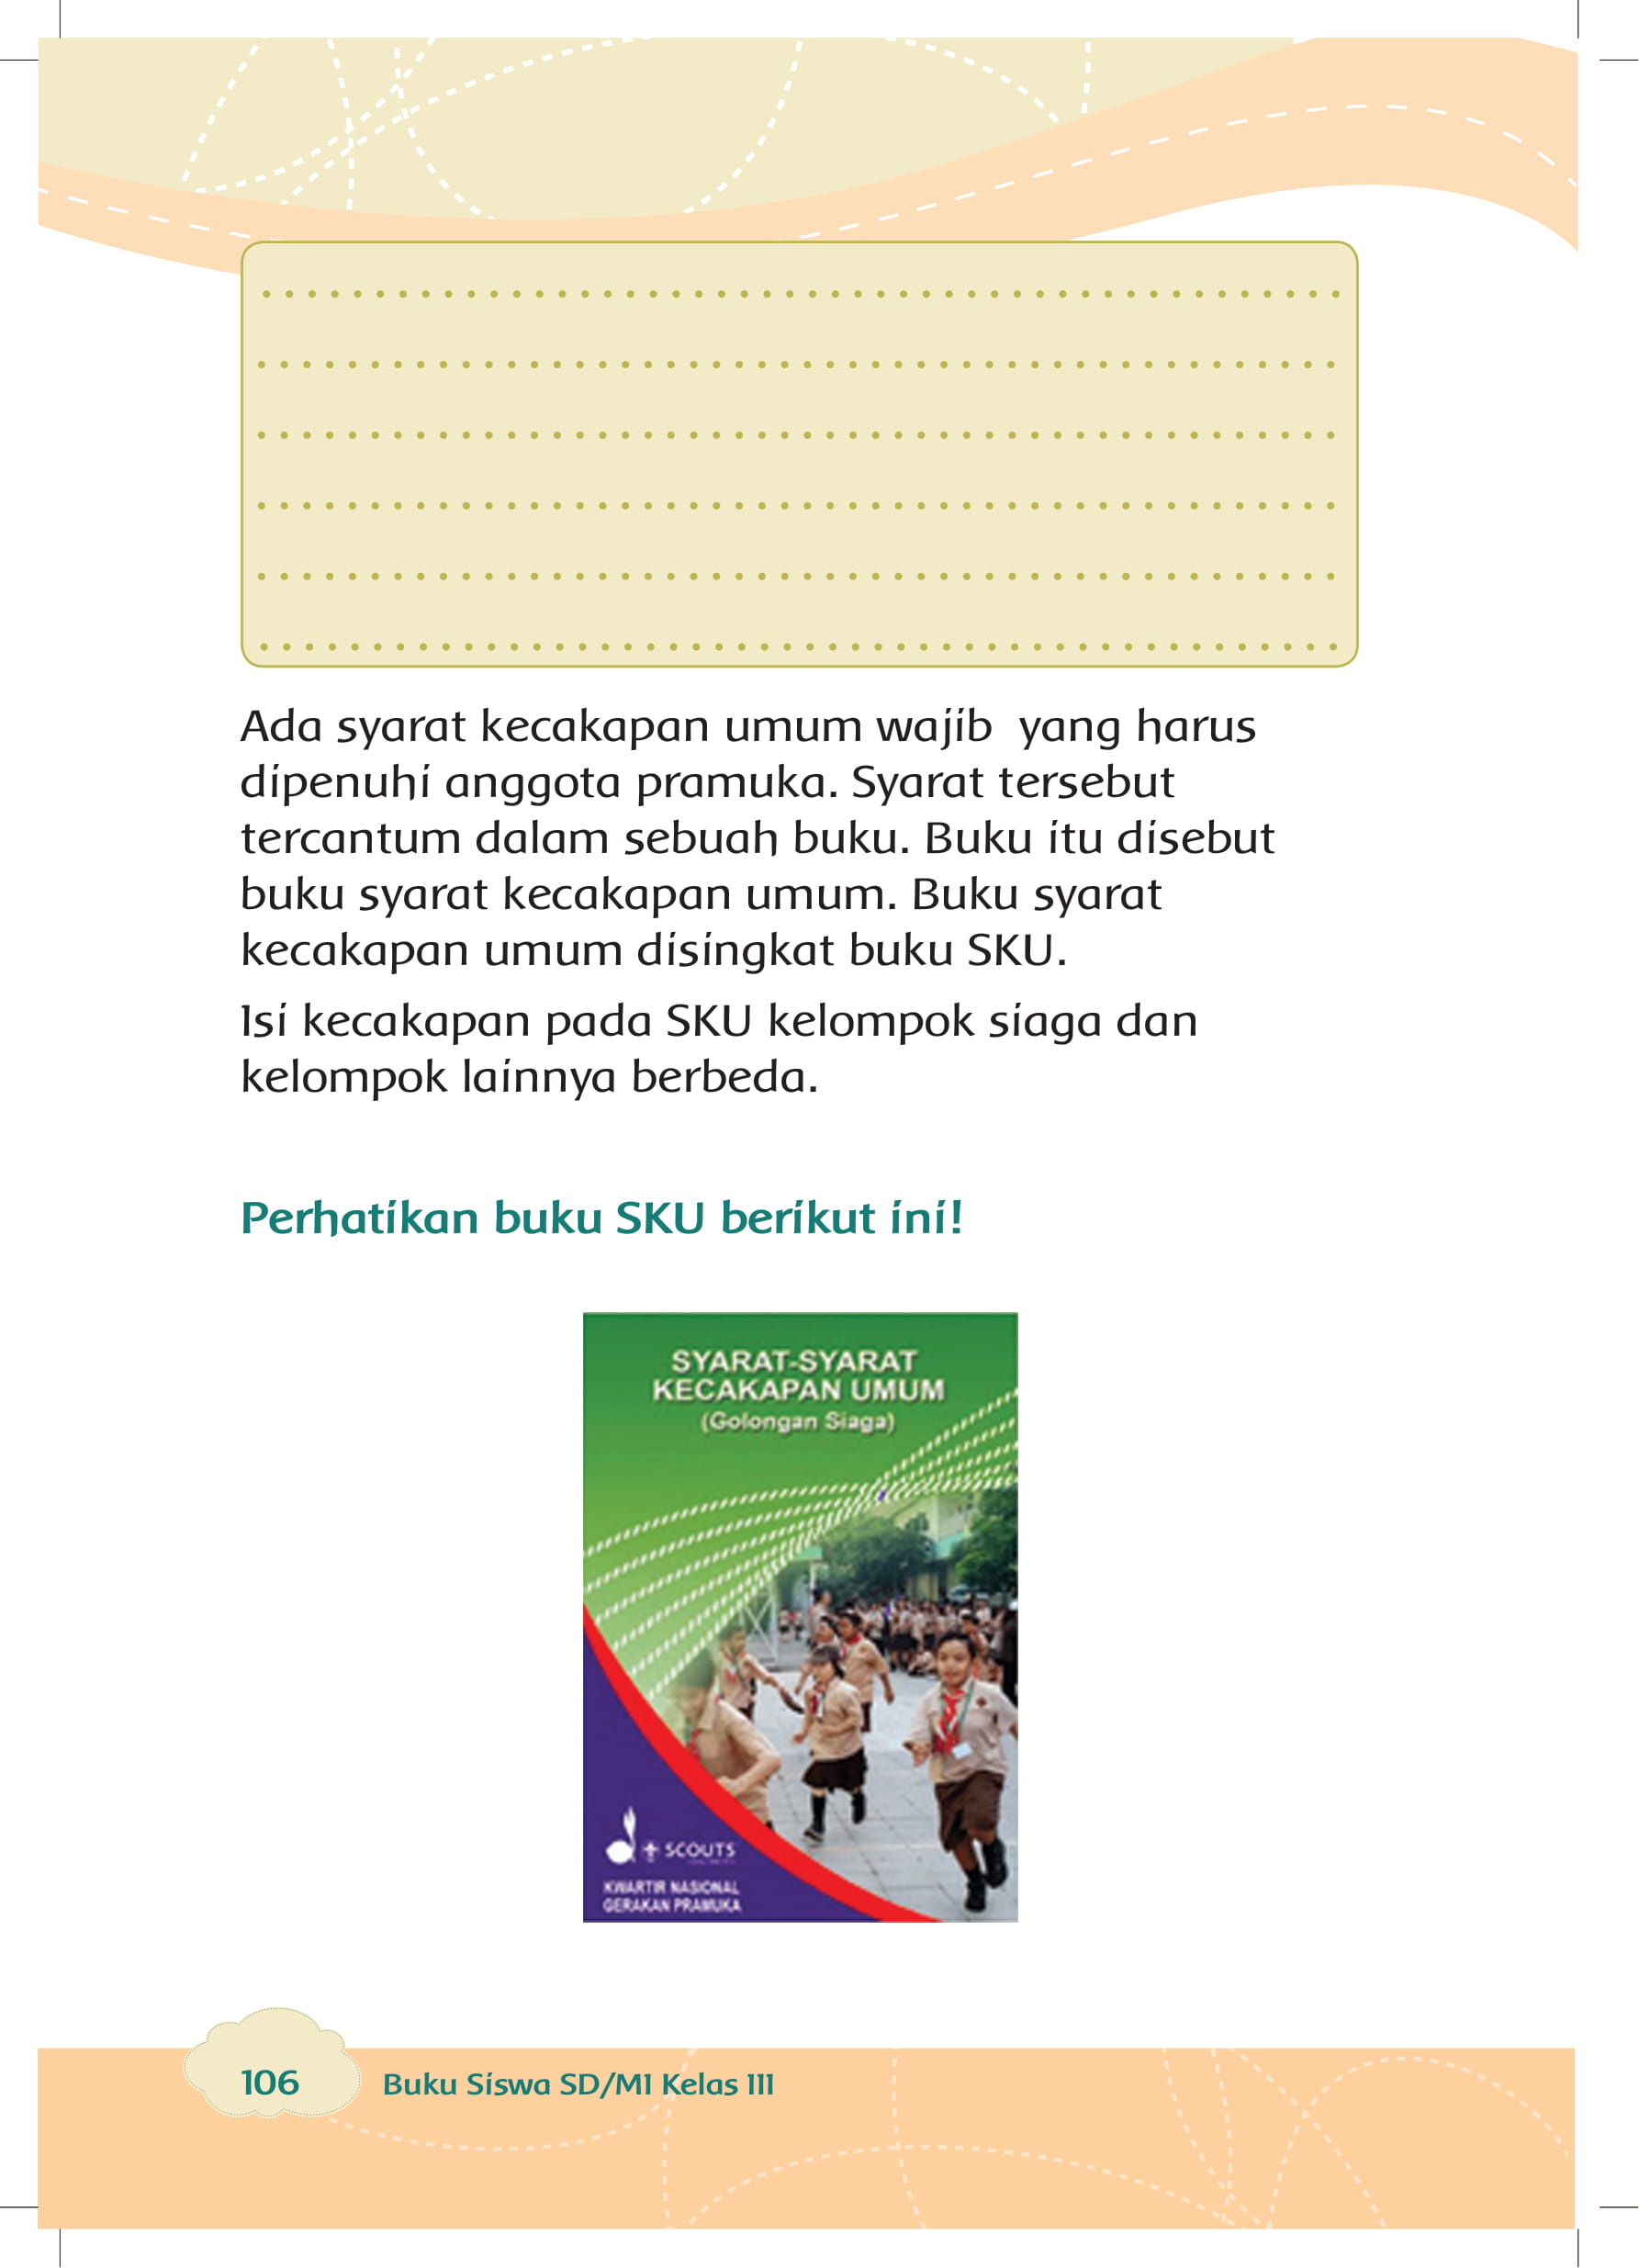 Ada syarat kecakapan umum wajib  yang harus
dipenuhi anggota pramuka. Syarat tersebut
tercantum dalam sebuah buku. Buku itu disebut
buku syarat kecakapan umum. Buku syarat
kecakapan umum disingkat buku SKU.
Isi kecakapan pada SKU kelompok siaga dan
kelompok lainnya berbeda.
Perhatikan buku SKU berikut ini!
SYARAT-SYARAT
KECAKAPAN UMUM
(Golongan Siaga)
SCOUTS
KWARTIR NASIONAL
GERAKAN PRAMUKA
106
Buku Siswa SD/MI Kelas III